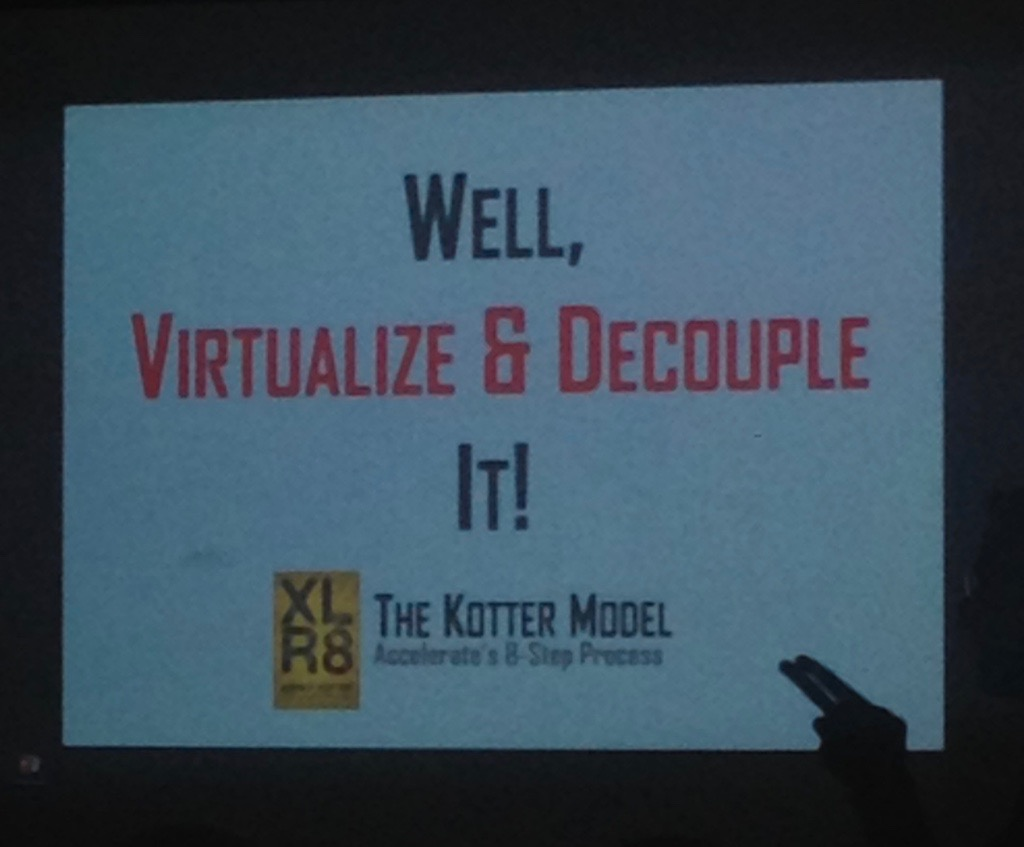 WELL,
VIRTUALIZE & DECOUPLE
IT!
XL
R8
THE KOTTER MODEL
Accelerate's 8-Step Process